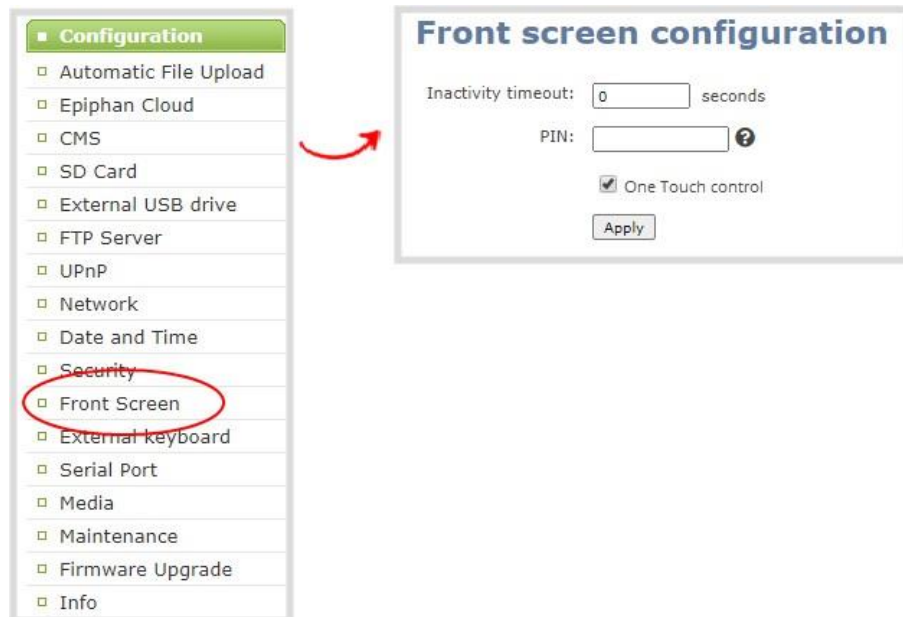 Configuration
Automatic File Upload
Epiphan Cloud
CMS
SD Card
External USB drive
FTP Server
UPnP
Network
Date and Time
Security
Front Screen
External keyboard
Serial Port
Media
Maintenance
Firmware Upgrade
Info
Front screen configuration
Inactivity timeout: 0 seconds
PIN: ?
One Touch control
Apply